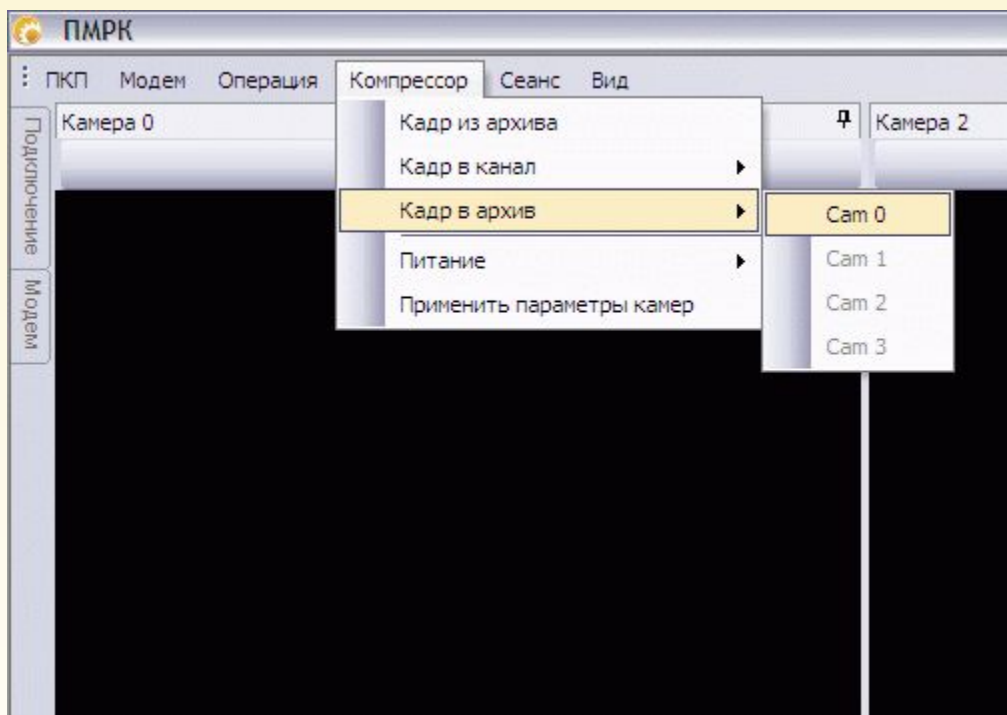 ПМРК
ПКП Модем Операция Компрессор Сеанс Вид
Подключение
Модем
Камера 0
Камера 2
Кадр из архива
Кадр в канал
Кадр в архив
Питание
Применить параметры камер
Cam 0
Cam 1
Cam 2
Cam 3